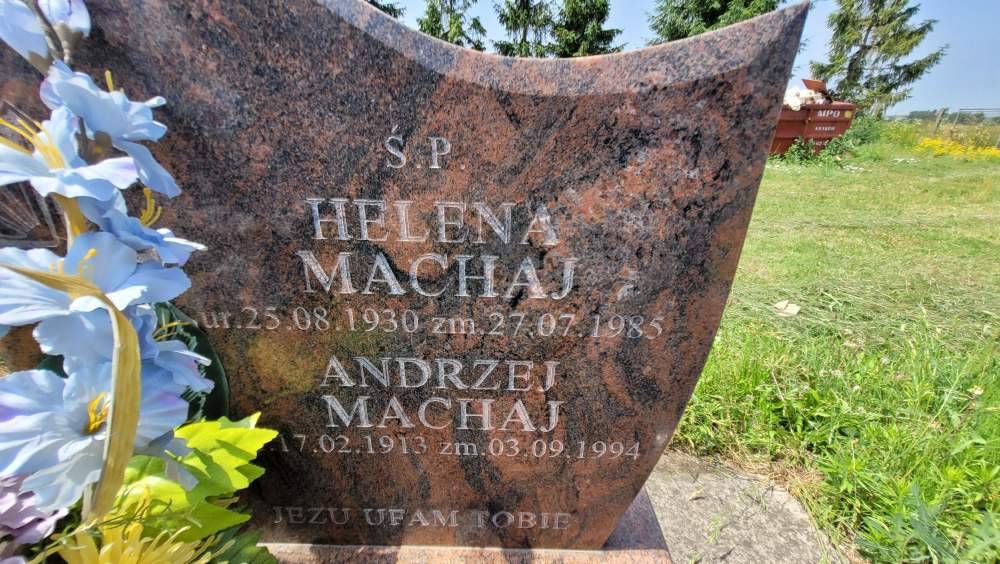 Ś.P
HELENA
MACHAJ
ur.25.08.1930 zm.27.07.1985
ANDRZEJ
MACHAJ
.17.02.1913 zm.03.09.1994
JEZU UFAM TOBIE
MPO